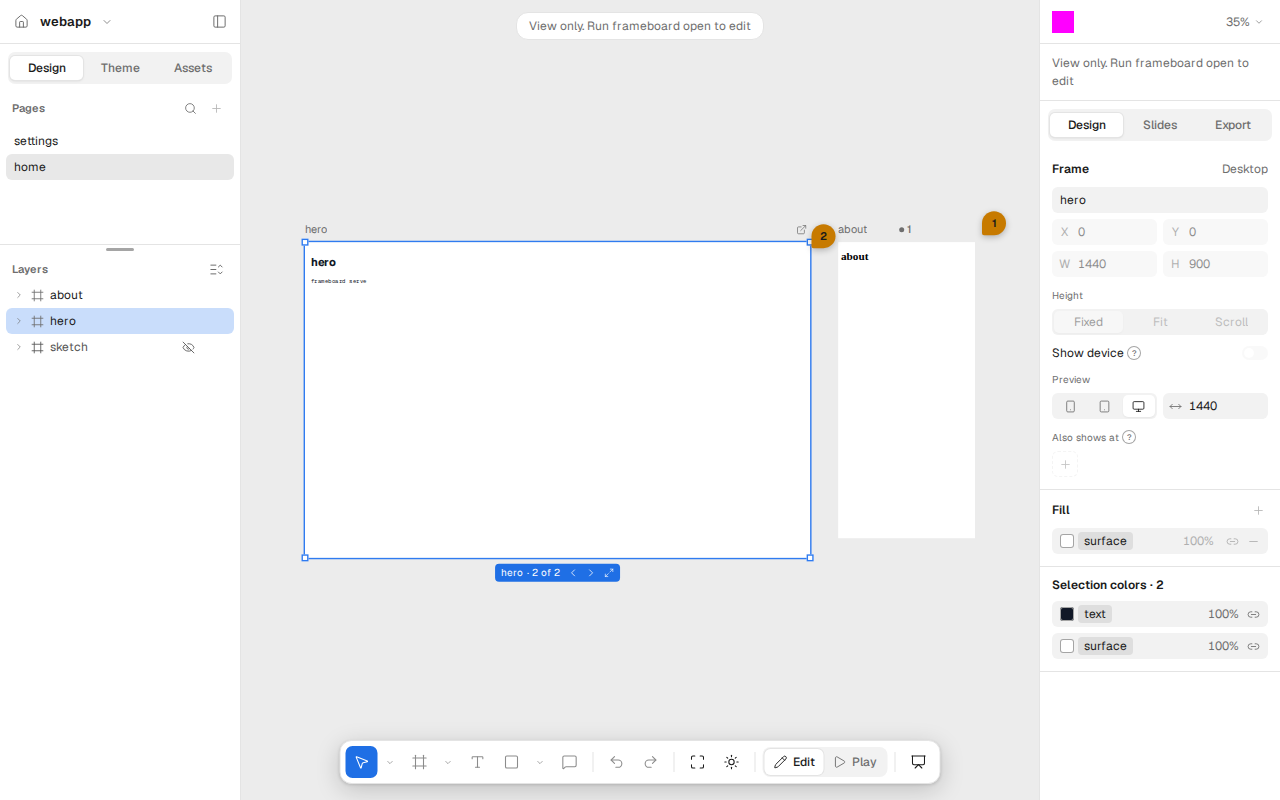 webapp
Design Theme Assets
Pages
settings
home
Layers
about
hero
sketch
View only. Run frameboard open to edit
hero
2
about
1
1
hero
frameboard serve
about
hero · 2 of 2
Edit
Play
35%
View only. Run frameboard open to
edit
Design Slides Export
Frame Desktop
hero
X 0 Y 0
W 1440 H 900
Height
Fixed Fit Scroll
Show device ?
Preview
1440
Also shows at ?
Fill
surface 100%
Selection colors · 2
text 100%
surface 100%